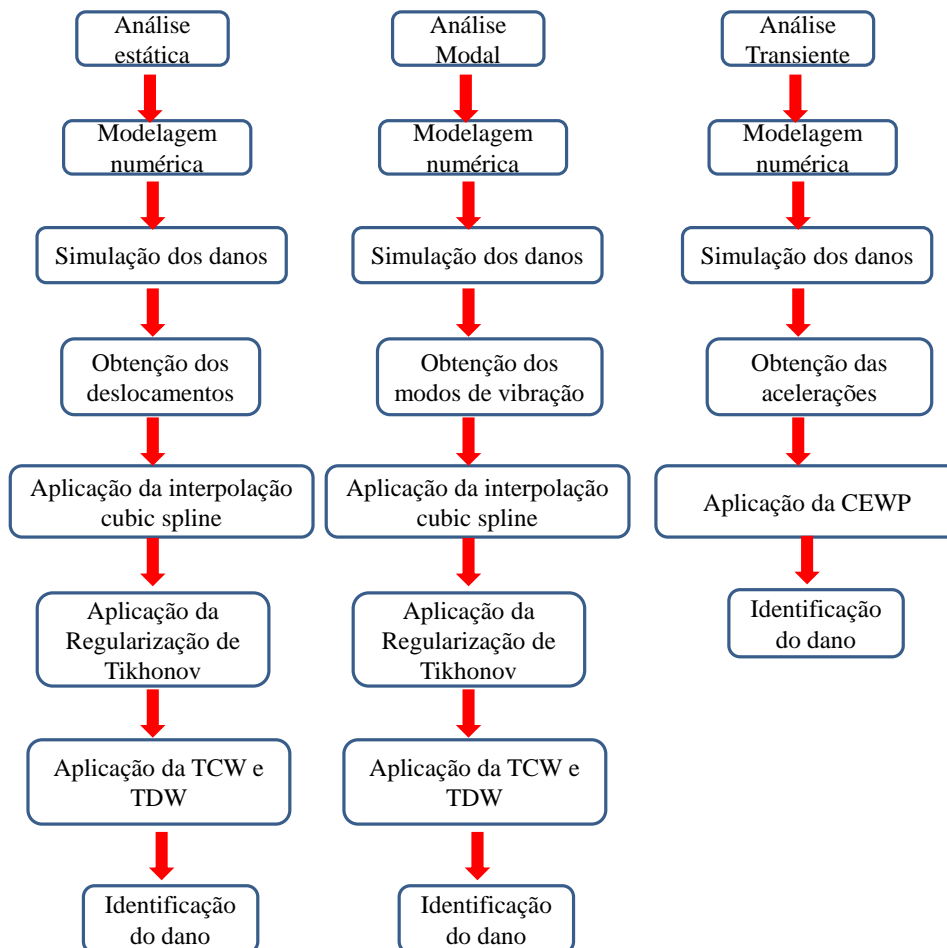 Análise
estática
Modelagem
numérica
Simulação dos danos
Obtenção dos
deslocamentos
Aplicação da interpolação
cubic spline
Aplicação da
Regularização de
Tikhonov
Aplicação da TCW e
TDW
Identificação
do dano
Análise
Modal
Modelagem
numérica
Simulação dos danos
Obtenção dos
modos de vibração
Aplicação da interpolação
cubic spline
Aplicação da
Regularização de
Tikhonov
Aplicação da TCW e
TDW
Identificação
do dano
Análise
Transiente
Modelagem
numérica
Simulação dos danos
Obtenção das
acelerações
Aplicação da CEWP
Identificação
do dano